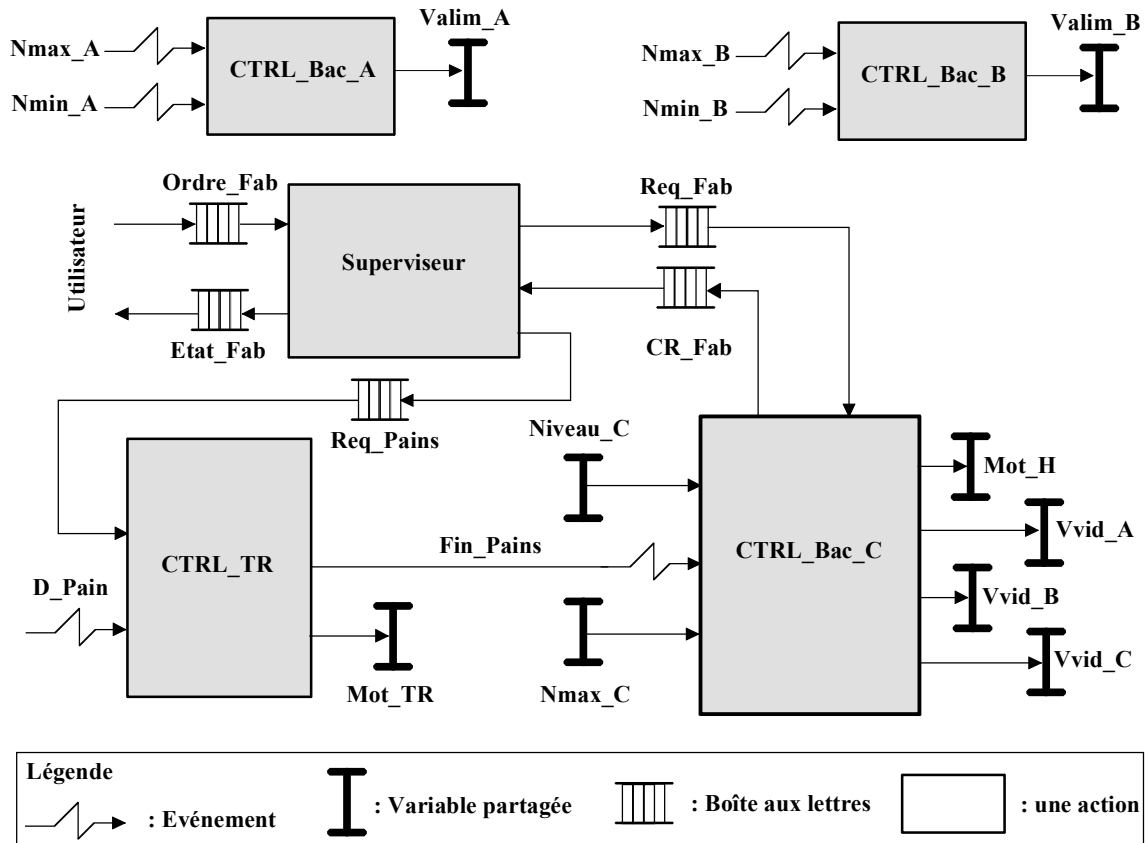 Valim_A
Nmax_A
CTRL_Bac_A
Nmin_A
Valim_B
Nmax_B
CTRL_Bac_B
Nmin_B
Ordre_Fab
Req_Fab
Utilisateur
Superviseur
Etat_Fab
CR_Fab
Req_Pains
Niveau_C
Mot_H
Vvid_A
Fin_Pains
CTRL_TR
CTRL_Bac_C
D_Pain
Vvid_B
Vvid_C
Mot_TR
Nmax_C
Légende
: Evénement
: Variable partagée
: Boîte aux lettres
: une action